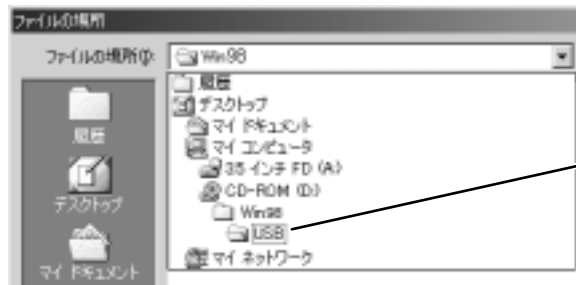 ファイルの場所
ファイルの場所(I):
Win98
履歴
デスクトップ
マイ ドキュメント
マイ コンピュータ
3.5 インチ FD (A:)
CD-ROM (D:)
Win98
USB
マイ ネットワーク
履歴
デスクトップ
マイ ドキュメント